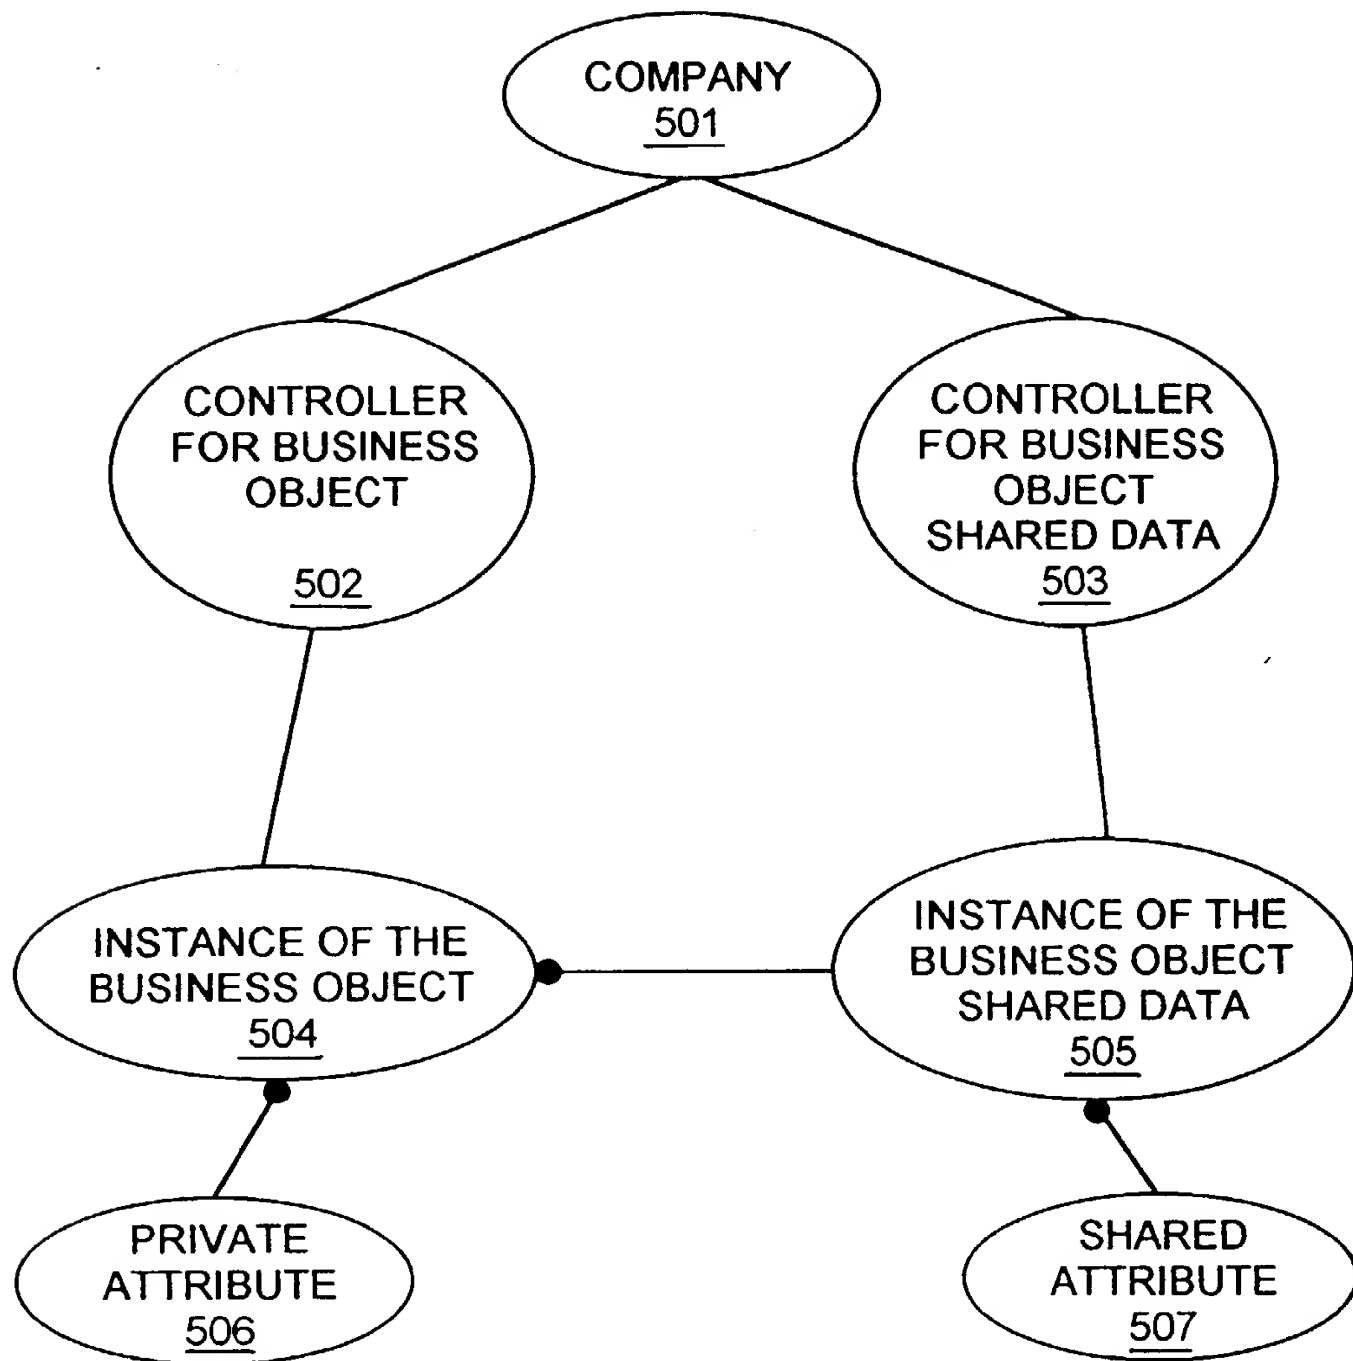 COMPANY
501
CONTROLLER
FOR BUSINESS
OBJECT
502
CONTROLLER
FOR BUSINESS
OBJECT
SHARED DATA
503
INSTANCE OF THE
BUSINESS OBJECT
504
INSTANCE OF THE
BUSINESS OBJECT
SHARED DATA
505
PRIVATE
ATTRIBUTE
506
SHARED
ATTRIBUTE
507